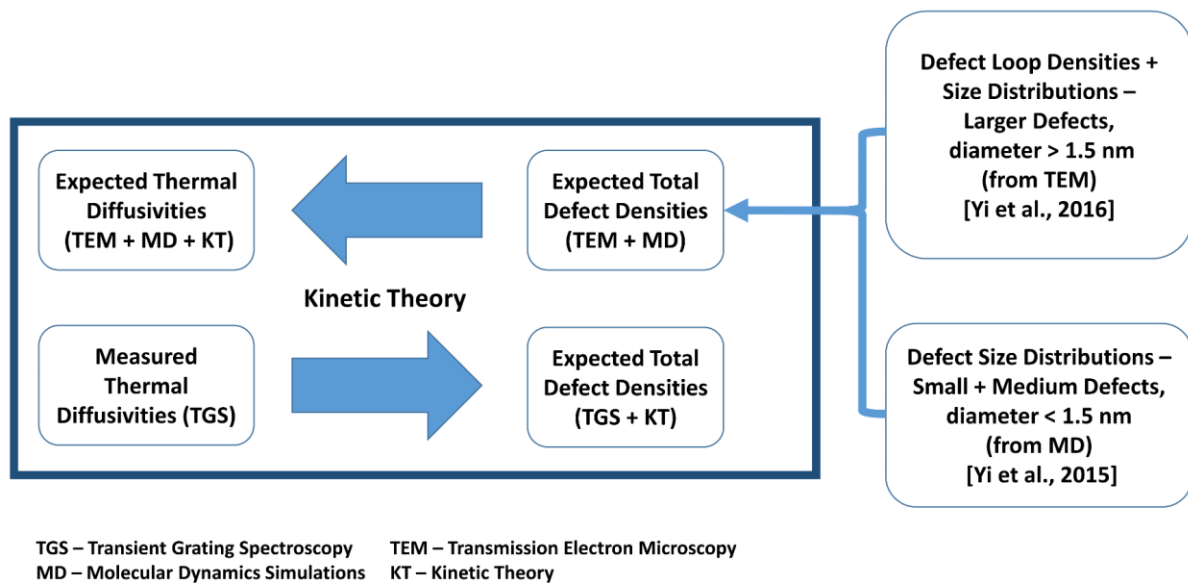 Defect Loop Densities +
Size Distributions –
Larger Defects,
diameter > 1.5 nm
(from TEM)
[Yi et al., 2016]
Expected Thermal
Diffusivities
(TEM + MD + KT)
Expected Total
Defect Densities
(TEM + MD)
Kinetic Theory
Measured
Thermal
Diffusivities (TGS)
Expected Total
Defect Densities
(TGS + KT)
Defect Size Distributions –
Small + Medium Defects,
diameter < 1.5 nm
(from MD)
[Yi et al., 2015]
TGS – Transient Grating Spectroscopy TEM – Transmission Electron Microscopy
MD – Molecular Dynamics Simulations KT – Kinetic Theory